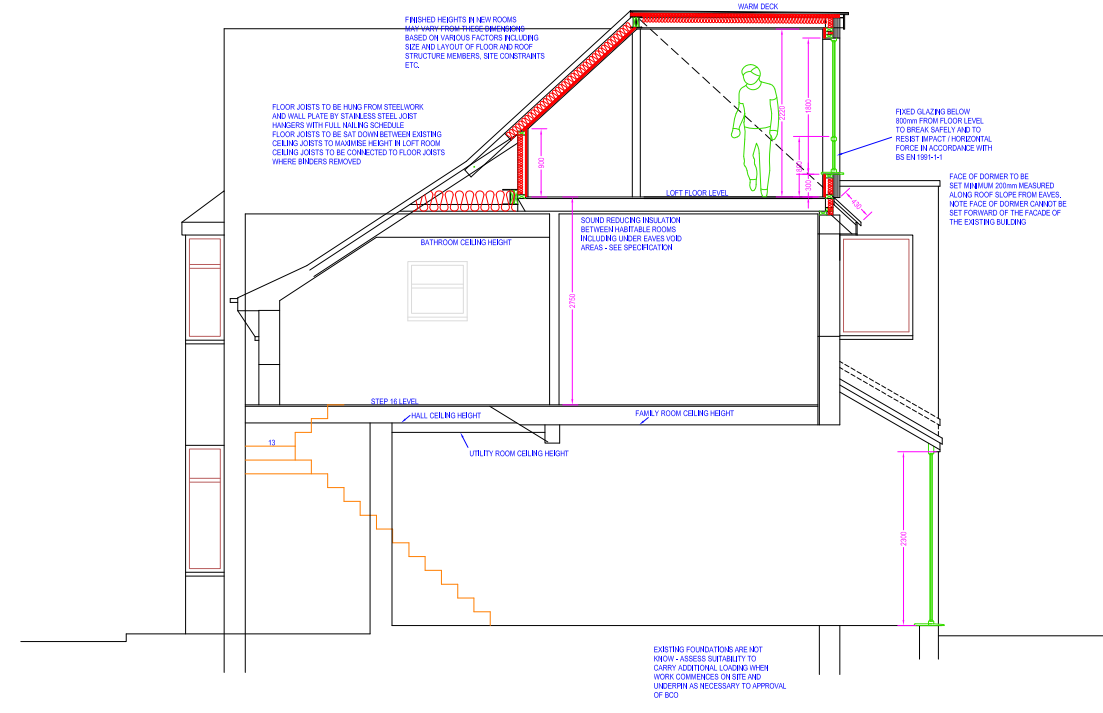 WARM DECK
FINISHED HEIGHTS IN NEW ROOMS
MAY VARY FROM THESE DIMENSIONS
BASED ON VARIOUS FACTORS INCLUDING
SIZE AND LAYOUT OF FLOOR AND ROOF
STRUCTURE MEMBERS, SITE CONSTRAINTS
ETC.
FLOOR JOISTS TO BE HUNG FROM STEELWORK
AND WALL PLATE BY STAINLESS STEEL JOIST
HANGERS WITH FULL NAILING SCHEDULE
FLOOR JOISTS TO BE SAT DOWN BETWEEN EXISTING
CEILING JOISTS TO MAXIMISE HEIGHT IN LOFT ROOM
CEILING JOISTS TO BE CONNECTED TO FLOOR JOISTS
WHERE BINDERS REMOVED
2220
1800
900
300
FIXED GLAZING BELOW
800mm FROM FLOOR LEVEL
TO BREAK SAFELY AND TO
RESIST IMPACT / HORIZONTAL
FORCE IN ACCORDANCE WITH
BS EN 1991-1-1
FACE OF DORMER TO BE
SET MINIMUM 200mm MEASURED
ALONG ROOF SLOPE FROM EAVES,
NOTE FACE OF DORMER CANNOT BE
SET FORWARD OF THE FACADE OF
THE EXISTING BUILDING
LOFT FLOOR LEVEL
430
SOUND REDUCING INSULATION
BETWEEN HABITABLE ROOMS
INCLUDING UNDER EAVES VOID
AREAS - SEE SPECIFICATION
BATHROOM CEILING HEIGHT
2750
STEP 16 LEVEL
HALL CEILING HEIGHT
FAMILY ROOM CEILING HEIGHT
13
UTILITY ROOM CEILING HEIGHT
2300
EXISTING FOUNDATIONS ARE NOT
KNOW - ASSESS SUITABILITY TO
CARRY ADDITIONAL LOADING WHEN
WORK COMMENCES ON SITE AND
UNDERPIN AS NECESSARY TO APPROVAL
OF BCO